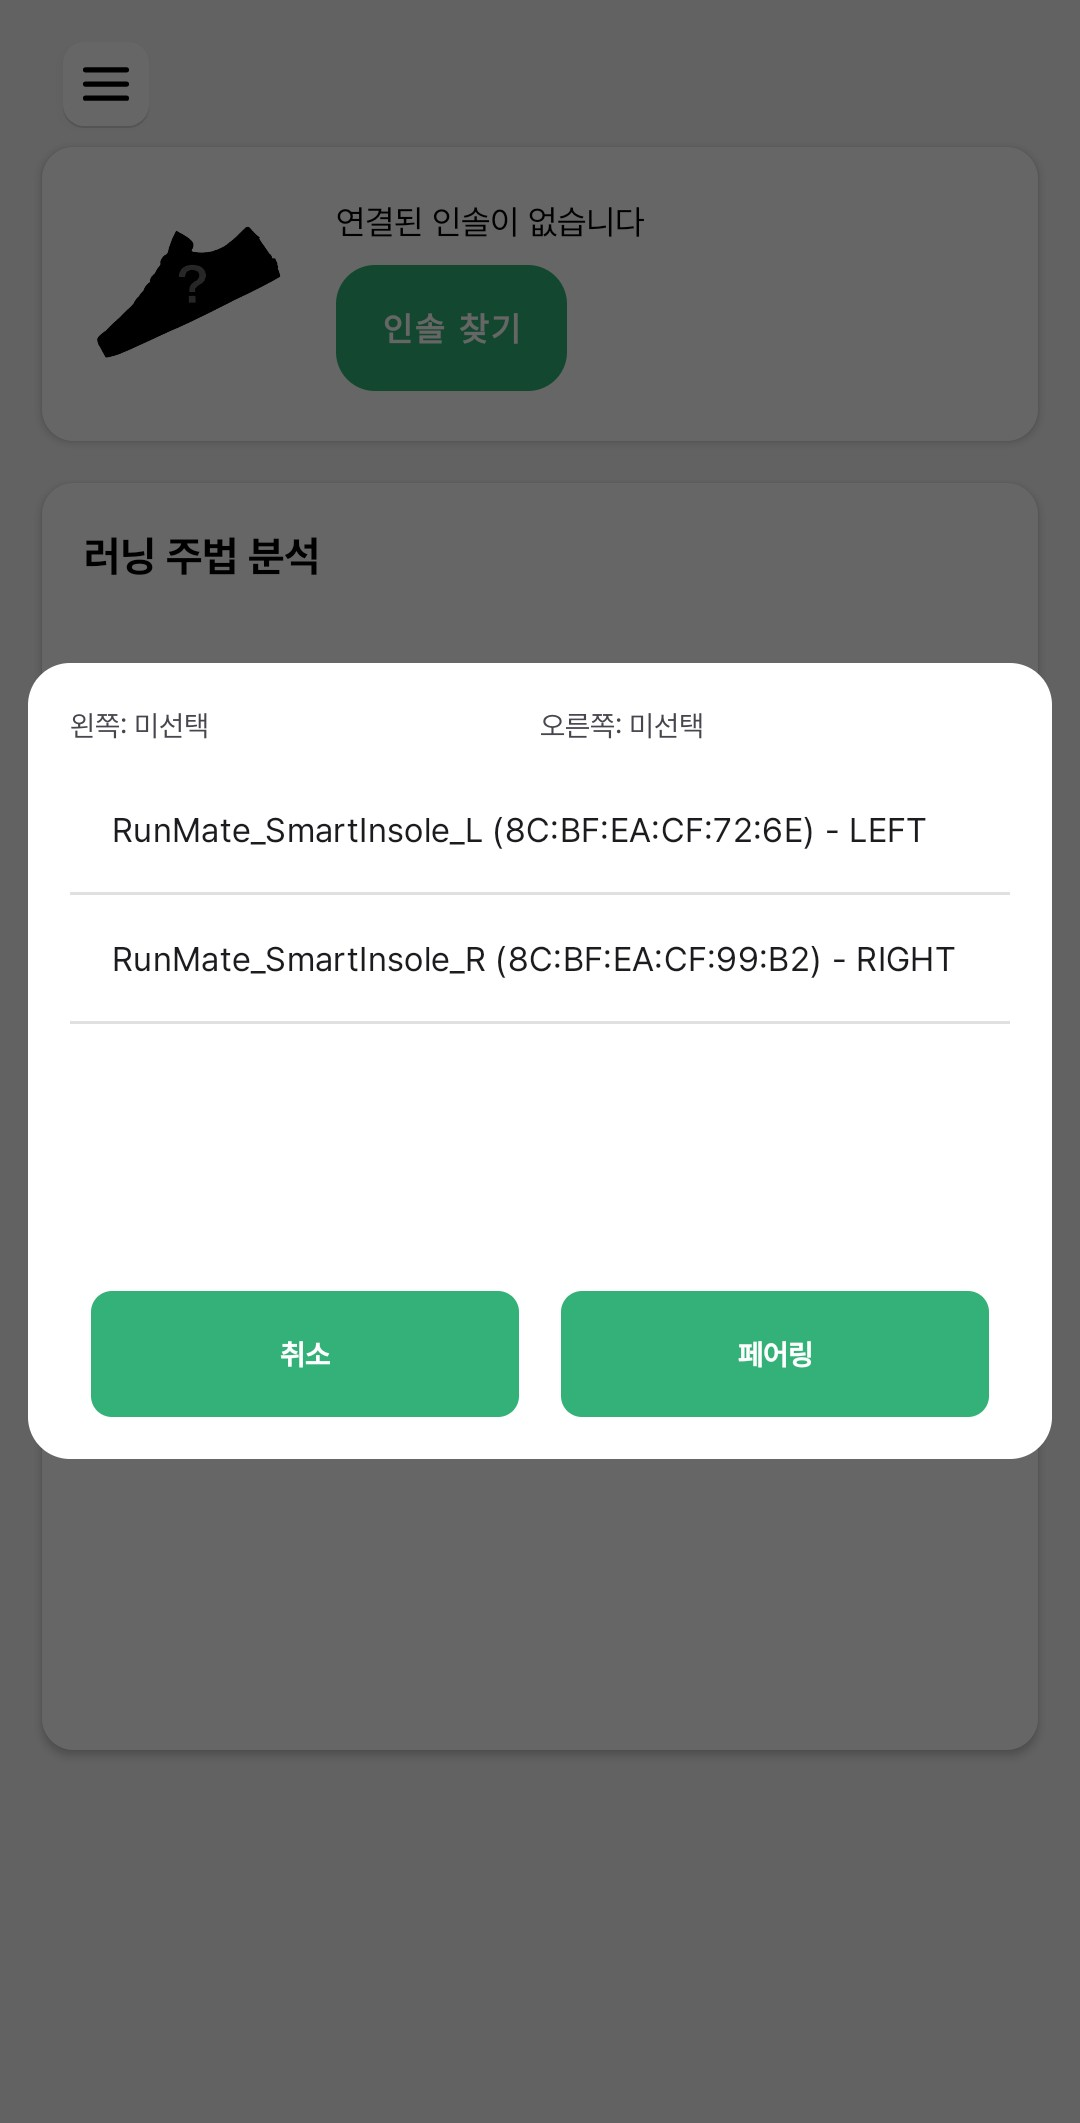 연결된 인솔이 없습니다
?
인솔 찾기
러닝 주법 분석
왼쪽: 미선택
오른쪽: 미선택
RunMate_SmartInsole_L (8C:BF:EA:CF:72:6E) - LEFT
RunMate_SmartInsole_R (8C:BF:EA:CF:99:B2) - RIGHT
취소
페어링